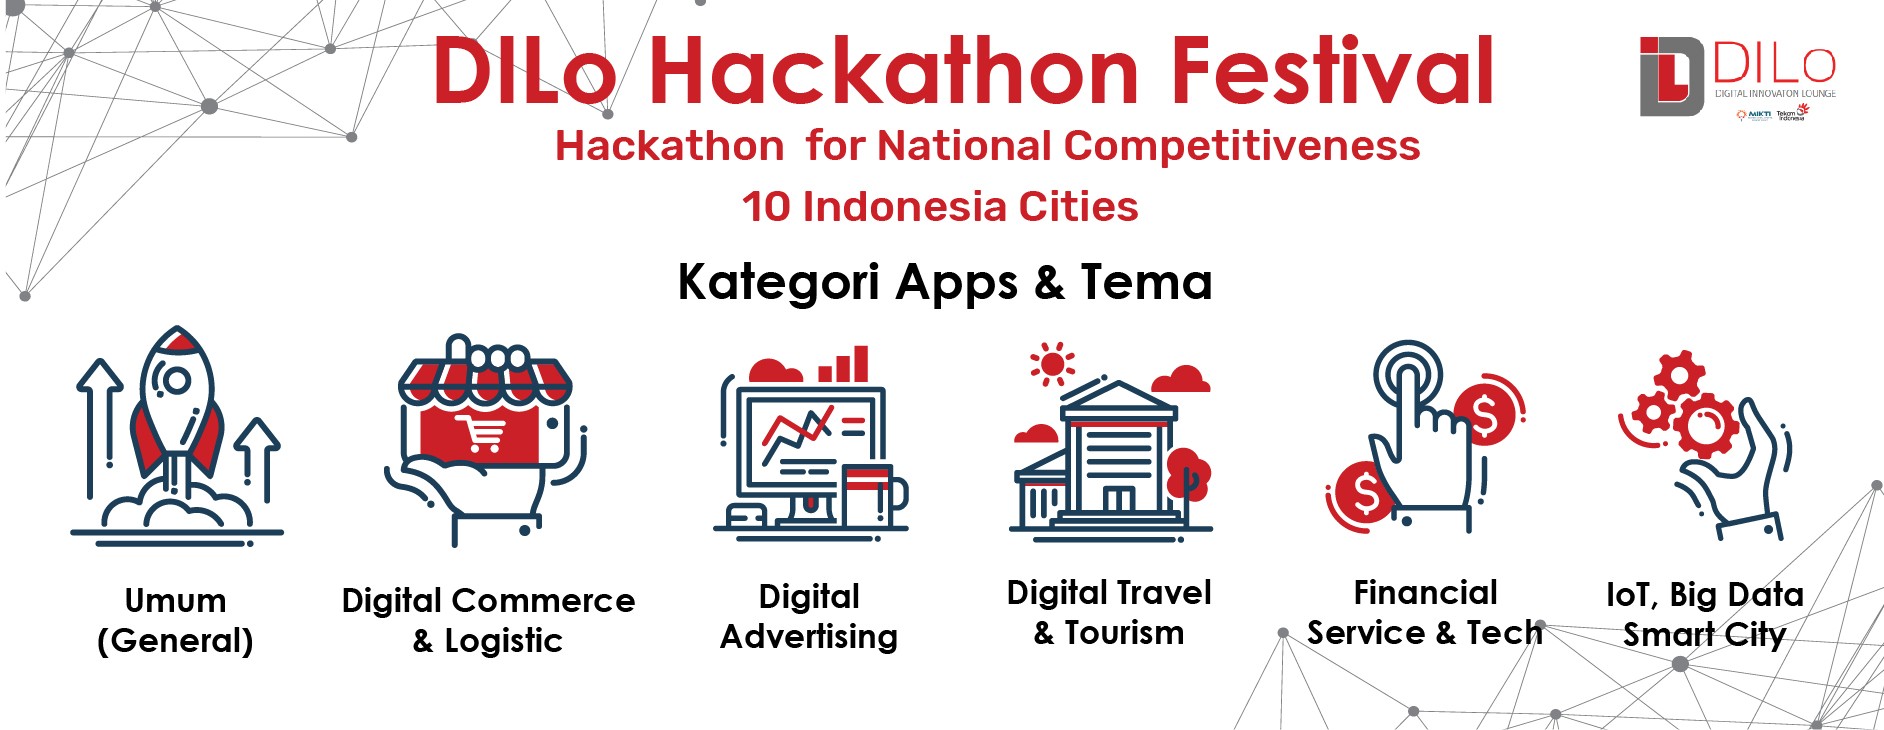 DILo Hackathon Festival
DILo
DIGITAL INNOVATON LOUNGE
MIKTI
Telkom
Indonesia
Hackathon for National Competitiveness
10 Indonesia Cities
Kategori Apps & Tema
Umum
(General)
Digital Commerce
& Logistic
Digital
Advertising
Digital Travel
& Tourism
Financial
Service & Tech
IoT, Big Data
Smart City